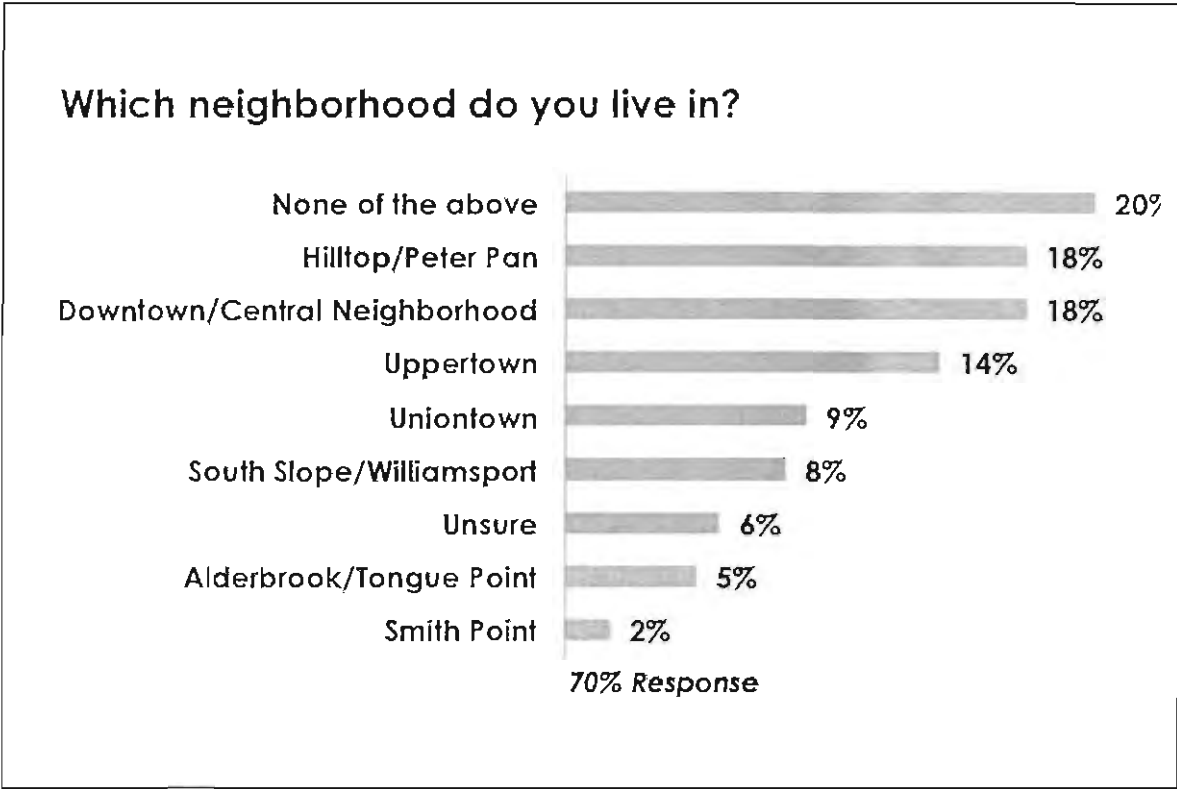 Which neighborhood do you live in?
None of the above 20%
Hilltop/Peter Pan 18%
Downtown/Central Neighborhood 18%
Uppertown 14%
Uniontown 9%
South Slope/Williamsport 8%
Unsure 6%
Alderbrook/Tongue Point 5%
Smith Point 2%
70% Response